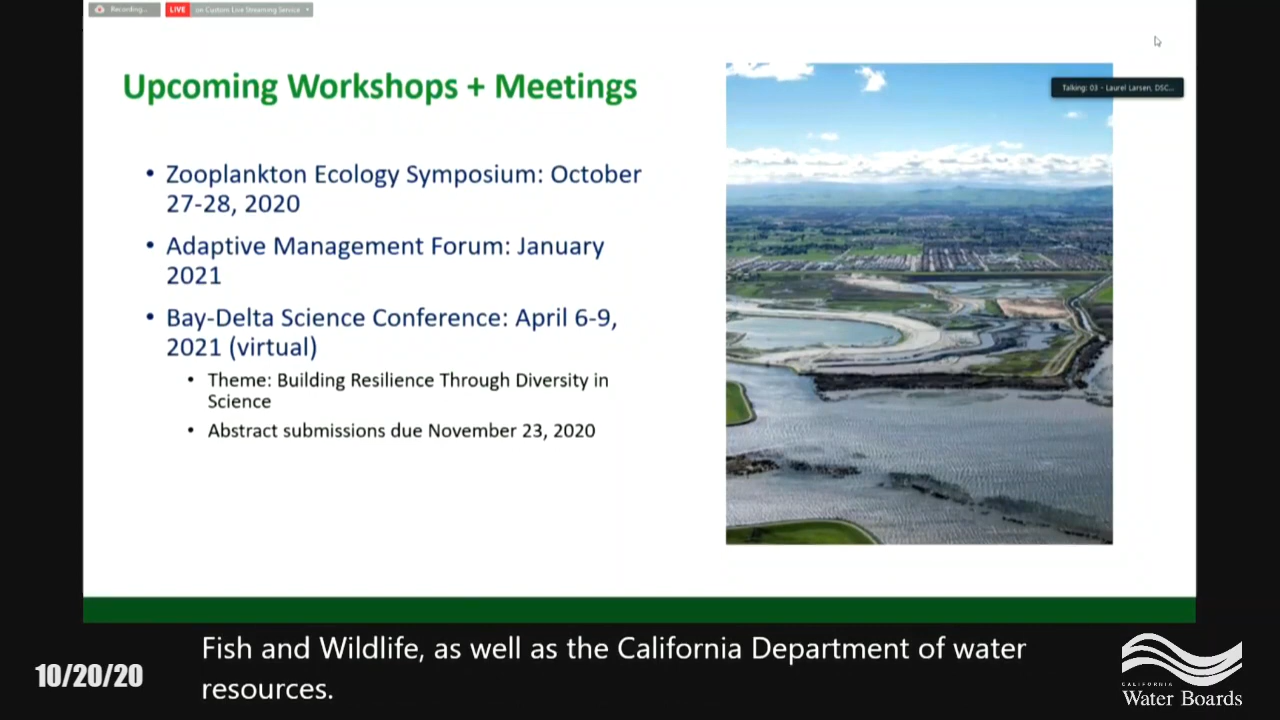 Recording...
LIVE on Custom Live Streaming Service
Upcoming Workshops + Meetings
Talking: 03 - Laurel Larsen, DSC...
• Zooplankton Ecology Symposium: October
27-28, 2020
• Adaptive Management Forum: January
2021
• Bay-Delta Science Conference: April 6-9,
2021 (virtual)
• Theme: Building Resilience Through Diversity in
Science
• Abstract submissions due November 23, 2020
Fish and Wildlife, as well as the California Department of water
resources.
10/20/20
CALIFORNIA
Water Boards